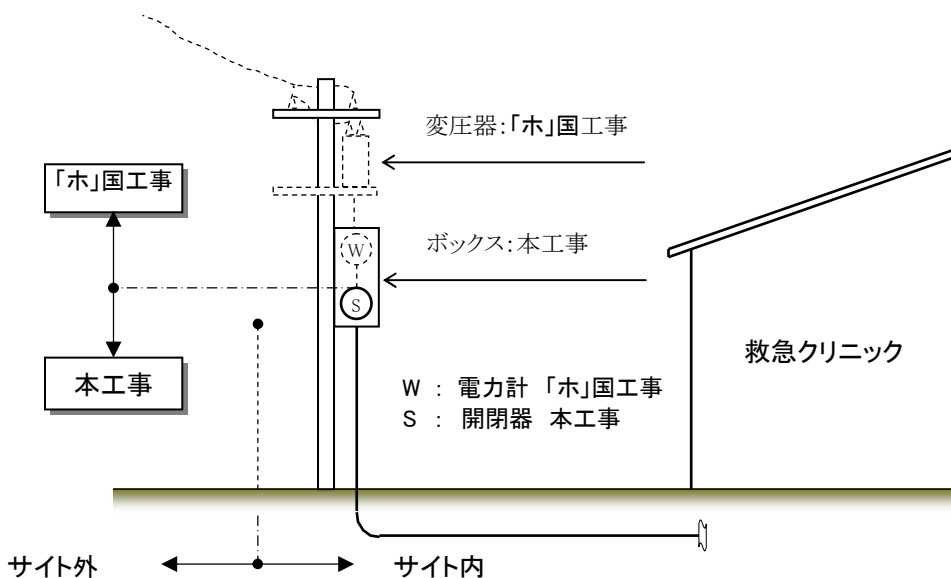 変圧器:「ホ」国工事
「ホ」国工事
ボックス:本工事
W
S
本工事
救急クリニック
W : 電力計 「ホ」国工事
S : 開閉器 本工事
サイト外
サイト内